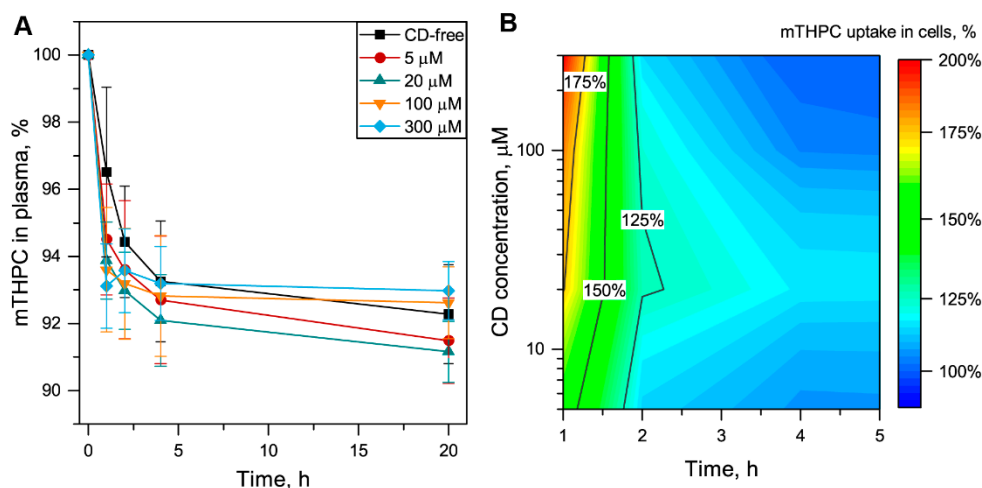 A
mTHPC in plasma, %
100
98
96
94
92
90
0
5
10
15
20
Time, h
CD-free
5 µM
20 µM
100 µM
300 µM
B
mTHPC uptake in cells, %
CD concentration, µM
100
10
1
2
3
4
5
Time, h
175%
150%
125%
200%
175%
150%
125%
100%